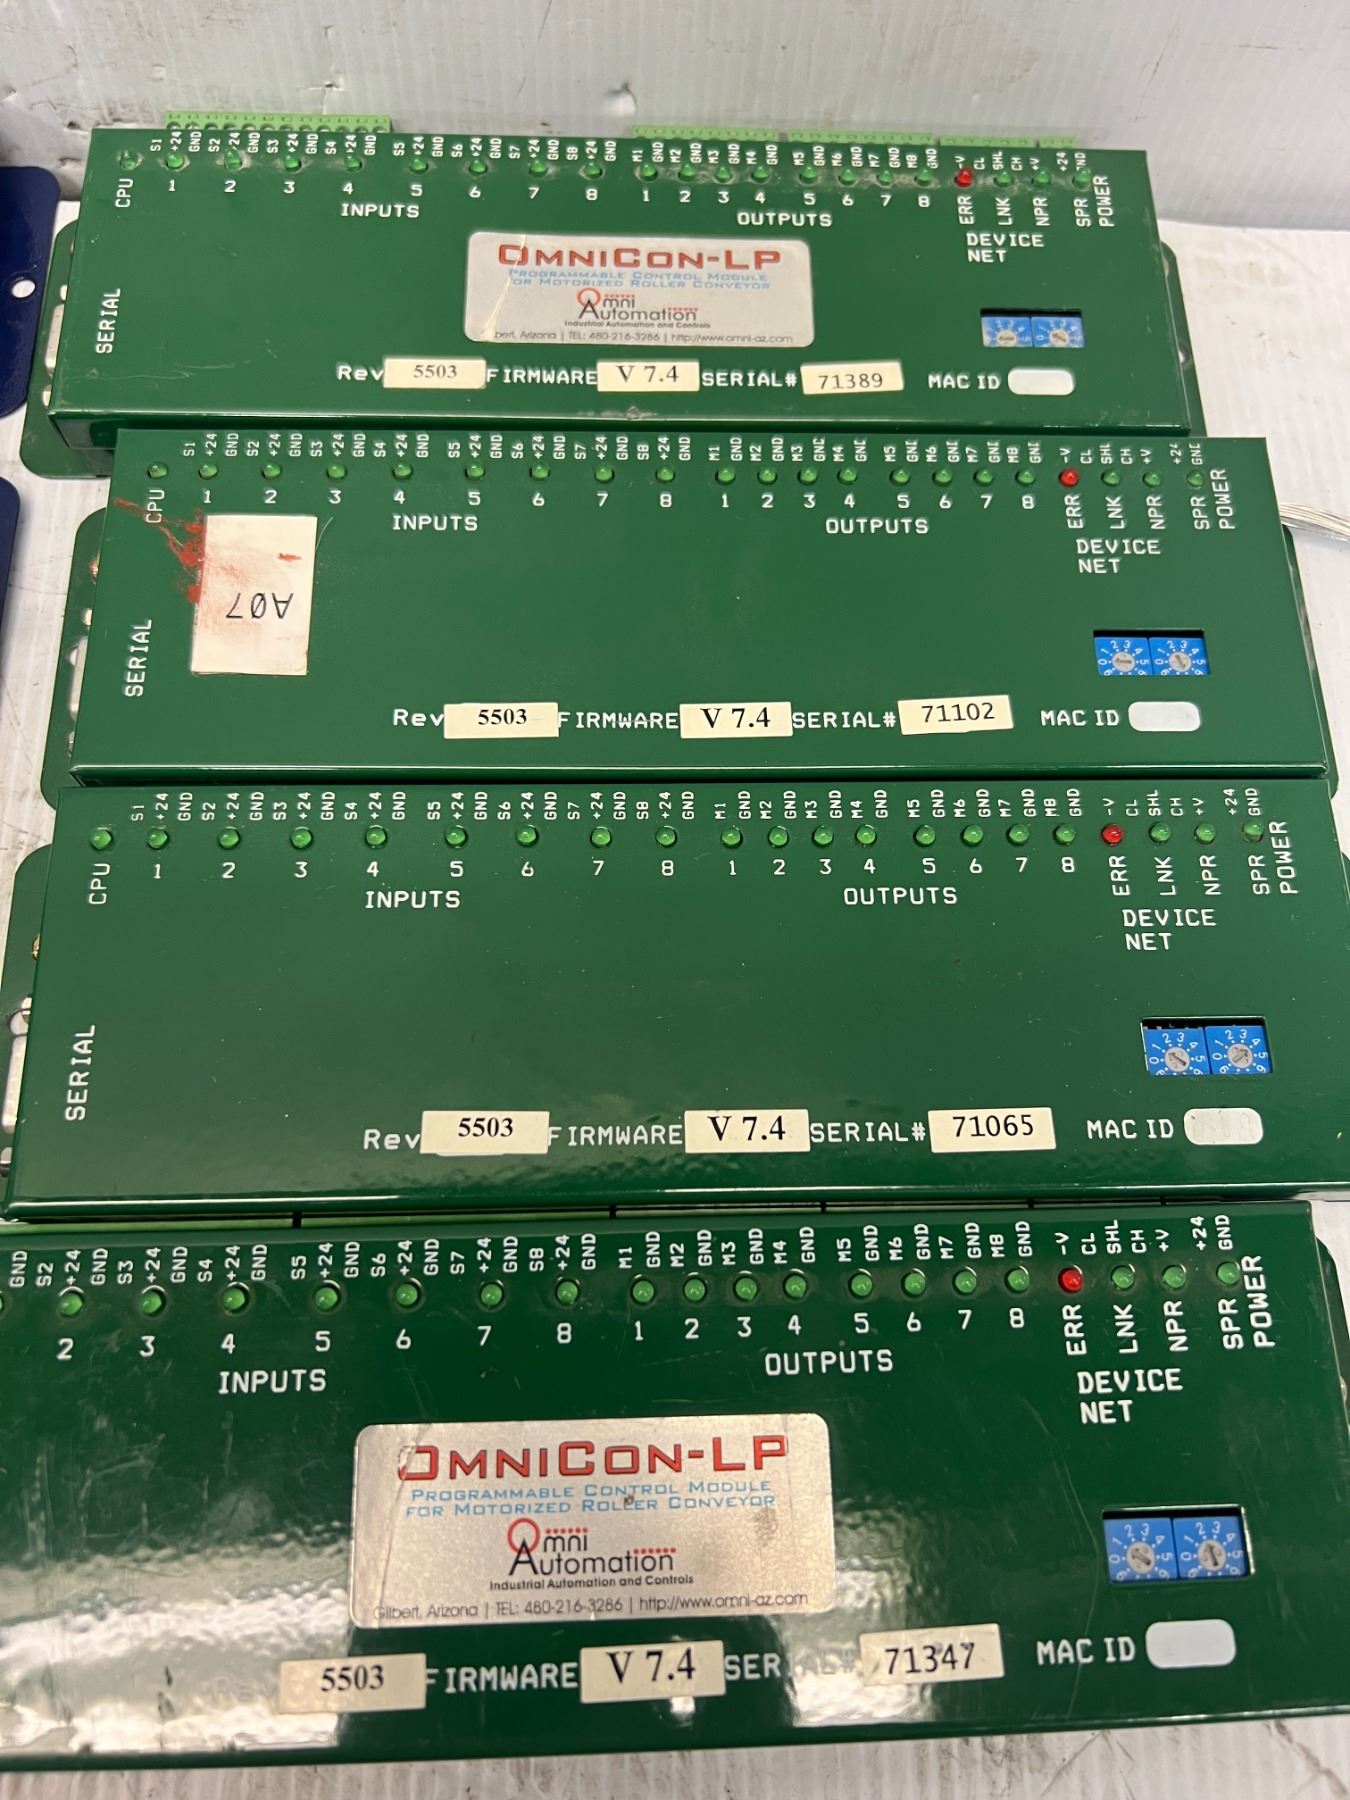 S1 +24 GND S2 +24 GND S3 +24 GND S4 +24 GND S5 +24 GND S6 +24 GND S7 +24 GND S8 +24 GND M1 GND M2 GND M3 GND M4 GND M5 GND M6 GND M7 GND M8 GND -V CL SHL CH +V +24 GND
CPU 1 2 3 4 5 6 7 8 1 2 3 4 5 6 7 8 ERR LNK NPR SPR POWER
INPUTS OUTPUTS DEVICE
NET
SERIAL
OMNICON-LP
PROGRAMMABLE CONTROL MODULE
FOR MOTORIZED ROLLER CONVEYOR
Omni
Automation
Industrial Automation and Controls
bert, Arizona | TEL: 480-216-3286 | http://www.omni-az.com
Rev 5503 FIRMWARE V 7.4 SERIAL# 71389 MAC ID
S1 +24 GND S2 +24 GND S3 +24 GND S4 +24 GND S5 +24 GND S6 +24 GND S7 +24 GND S8 +24 GND M1 GND M2 GND M3 GND M4 GND M5 GND M6 GND M7 GND M8 GND -V CL SHL CH +V +24 GND
CPU 1 2 3 4 5 6 7 8 1 2 3 4 5 6 7 8 ERR LNK NPR SPR POWER
INPUTS OUTPUTS DEVICE
NET
A07
SERIAL
0 1 2 3 4 5 6 0 1 2 3 4 5 6
Rev 5503 FIRMWARE V 7.4 SERIAL# 71102 MAC ID
S1 +24 GND S2 +24 GND S3 +24 GND S4 +24 GND S5 +24 GND S6 +24 GND S7 +24 GND S8 +24 GND M1 GND M2 GND M3 GND M4 GND M5 GND M6 GND M7 GND M8 GND -V CL SHL CH +V +24 GND
CPU 1 2 3 4 5 6 7 8 1 2 3 4 5 6 7 8 ERR LNK NPR SPR POWER
INPUTS OUTPUTS DEVICE
NET
SERIAL
Rev 5503 FIRMWARE V 7.4 SERIAL# 71065 MAC ID
GND S2 +24 GND S3 +24 GND S4 +24 GND S5 +24 GND S6 +24 GND S7 +24 GND S8 +24 GND M1 GND M2 GND M3 GND M4 GND M5 GND M6 GND M7 GND M8 GND -V CL SHL CH +V +24 GND
2 3 4 5 6 7 8 1 2 3 4 5 6 7 8 ERR LNK NPR SPR POWER
INPUTS OUTPUTS DEVICE
NET
OMNICON-LP
PROGRAMMABLE CONTROL MODULE
FOR MOTORIZED ROLLER CONVEYOR
Omni
Automation
Industrial Automation and Controls
Gilbert, Arizona | TEL: 480-216-3286 | http://www.omni-az.com
5503 FIRMWARE V 7.4 SERIAL# 71347 MAC ID